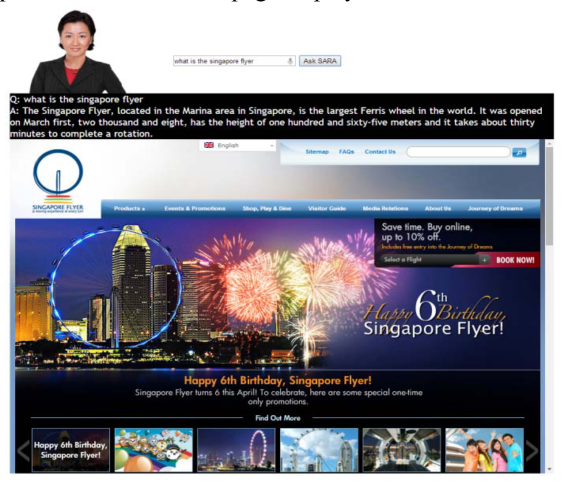 what is the singapore flyer
Ask SARA
Q: what is the singapore flyer
A: The Singapore Flyer, located in the Marina area in Singapore, is the largest Ferris wheel in the world. It was opened
on March first, two thousand and eight, has the height of one hundred and sixty-five meters and it takes about thirty
minutes to complete a rotation.
English
Sitemap FAQs Contact Us
SINGAPORE FLYER
A moving experience at every turn
Products Events & Promotions Shop, Play & Dine Visitor Guide Media Relations About Us Journey of Dreams
Save time. Buy online,
up to 10% off.
Includes free entry into the Journey of Dreams
Select a Flight
BOOK NOW!
Happy 6th Birthday,
Singapore Flyer!
Happy 6th Birthday, Singapore Flyer!
Singapore Flyer turns 6 this April! To celebrate, here are some special one-time
only promotions.
Find Out More
Happy 6th Birthday,
Singapore Flyer!